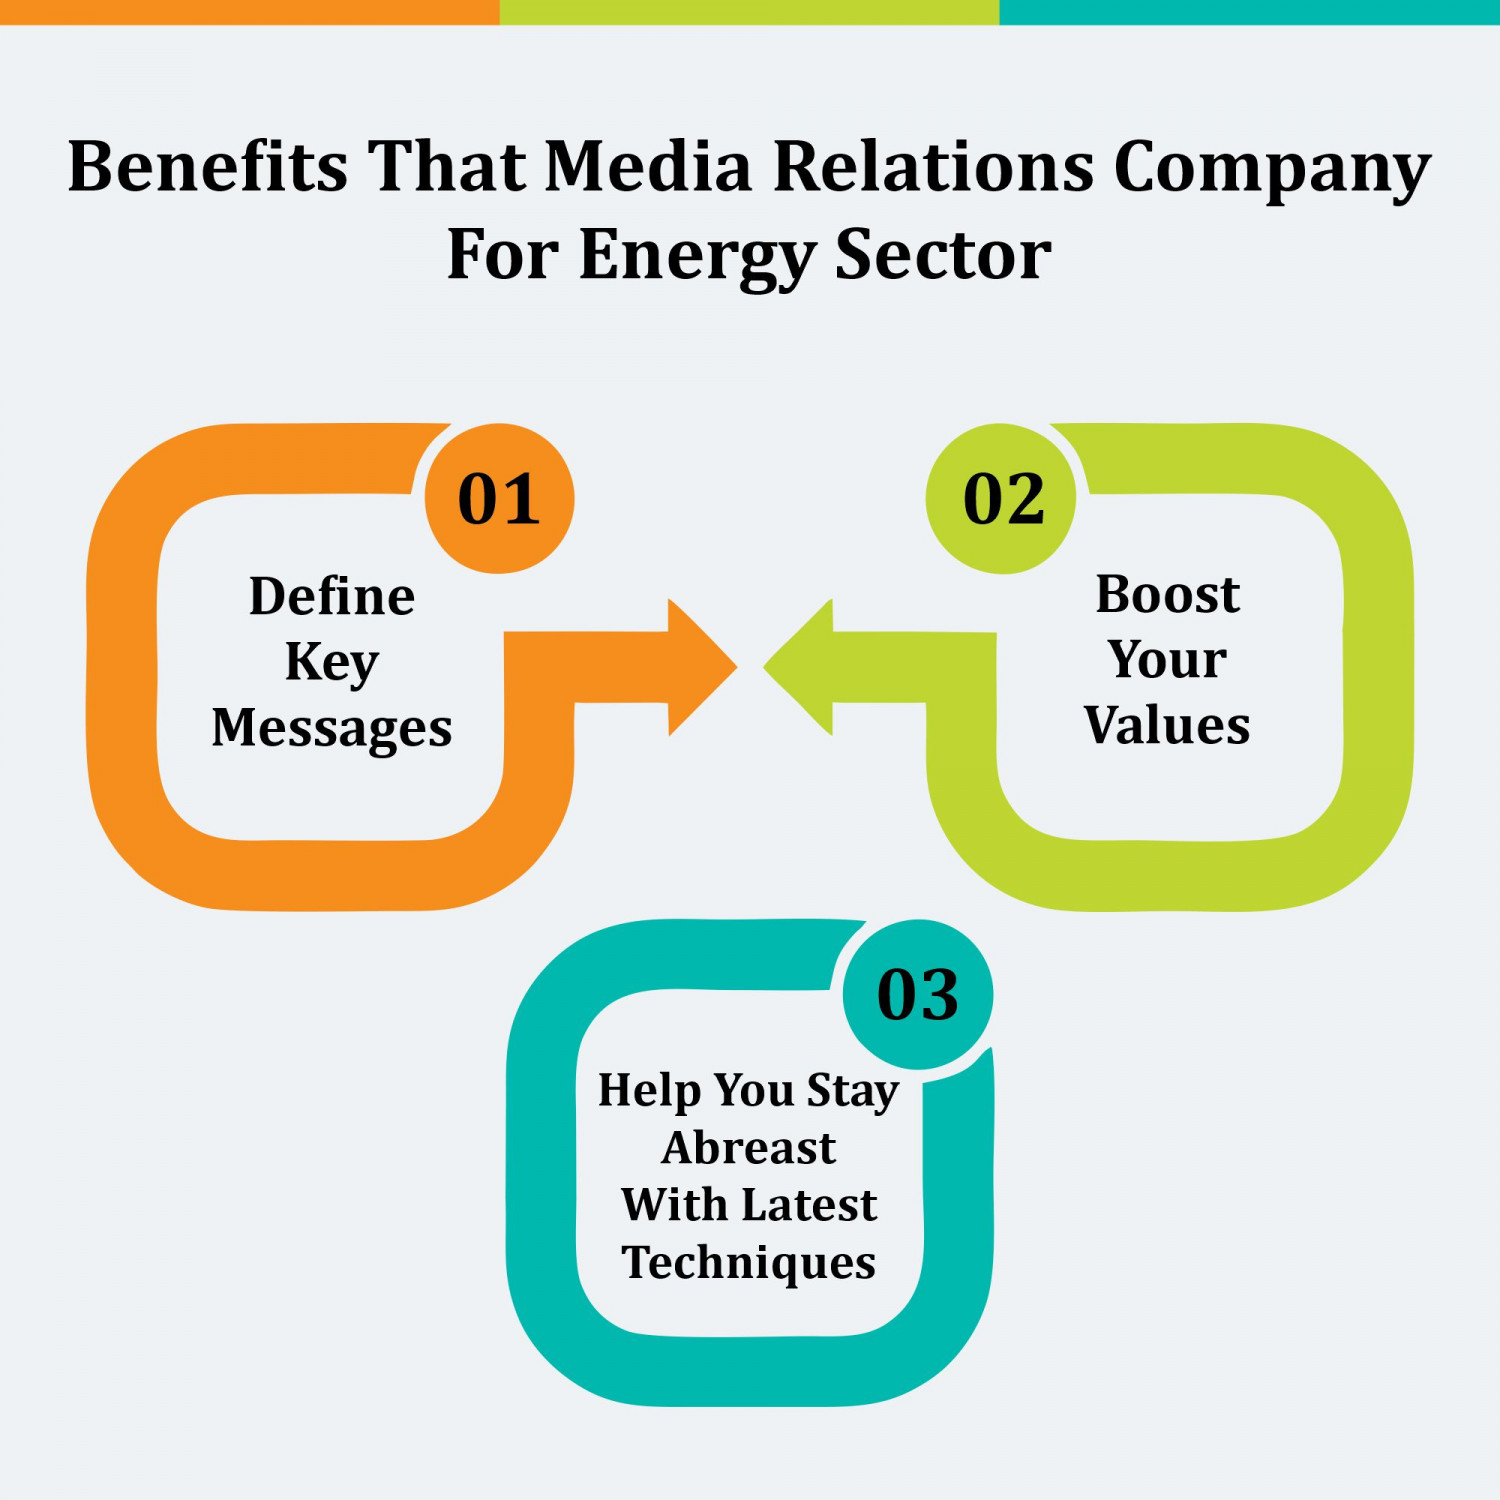 Benefits That Media Relations Company
For Energy Sector
01
Define
Key
Messages
02
Boost
Your
Values
03
Help You Stay
Abreast
With Latest
Techniques